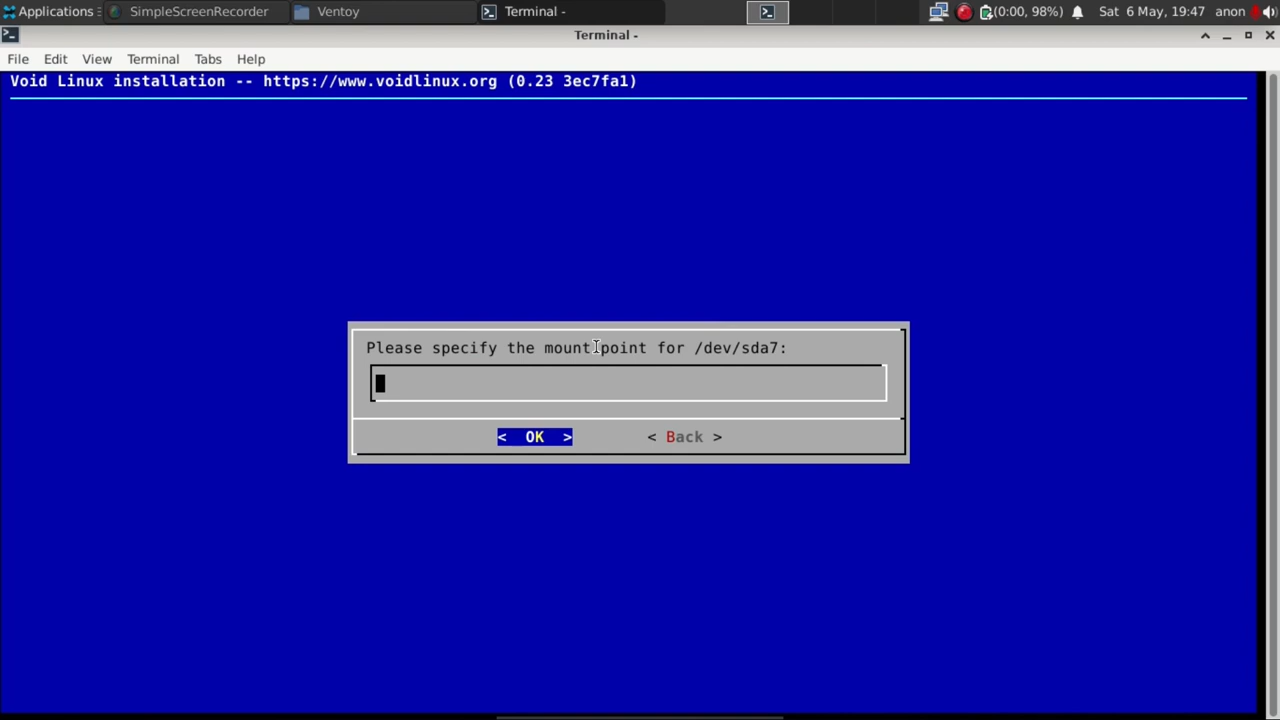 Applications SimpleScreenRecorder Ventoy Terminal - (0:00, 98%) Sat 6 May, 19:47 anon
Terminal -
File Edit View Terminal Tabs Help
Void Linux installation -- https://www.voidlinux.org (0.23 3ec7fa1)
Please specify the mount point for /dev/sda7:
< OK > < Back >